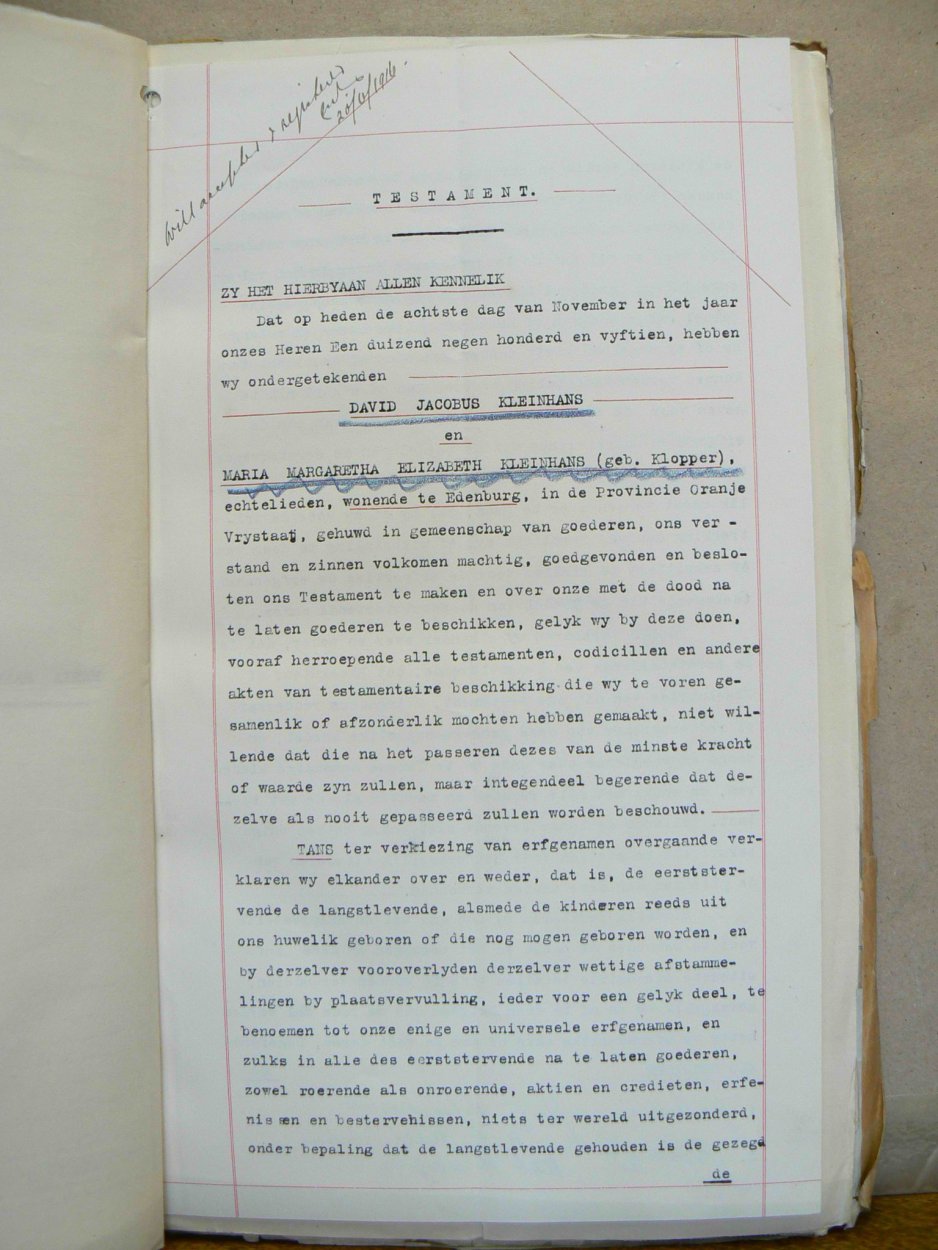 Will accepted & registered
20/6/1916.
TESTAMENT.
ZY HET HIERBYAAN ALLEN KENNELIK
Dat op heden de achtste dag van November in het jaar
onzes Heren Een duizend negen honderd en vyftien, hebben
wy ondergetekenden
DAVID JACOBUS KLEINHANS
en
MARIA MARGARETHA ELIZABETH KLEINHANS (geb. Klopper),
echtelieden, wonende te Edenburg, in de Provincie Oranje
Vrystaat, gehuwd in gemeenschap van goederen, ons ver -
stand en zinnen volkomen machtig, goedgevonden en beslo-
ten ons Testament te maken en over onze met de dood na
te laten goederen te beschikken, gelyk wy by deze doen,
vooraf herroepende alle testamenten, codicillen en andere
akten van testamentaire beschikking die wy te voren ge-
samenlik of afzonderlik mochten hebben gemaakt, niet wil-
lende dat die na het passeren dezes van de minste kracht
of waarde zyn zullen, maar integendeel begerende dat de-
zelve als nooit gepasseerd zullen worden beschouwd.
TANS ter verkiezing van erfgenamen overgaande ver-
klaren wy elkander over en weder, dat is, de eerstster-
vende de langstlevende, alsmede de kinderen reeds uit
ons huwelik geboren of die nog mogen geboren worden, en
by derzelver vooroverlyden derzelver wettige afstamme-
lingen by plaatsvervulling, ieder voor een gelyk deel, te
benoemen tot onze enige en universele erfgenamen, en
zulks in alle des eerststervende na te laten goederen,
zowel roerende als onroerende, aktien en credieten, erfe-
nissen en bestervehissen, niets ter wereld uitgezonderd,
onder bepaling dat de langstlevende gehouden is de gezegd
de